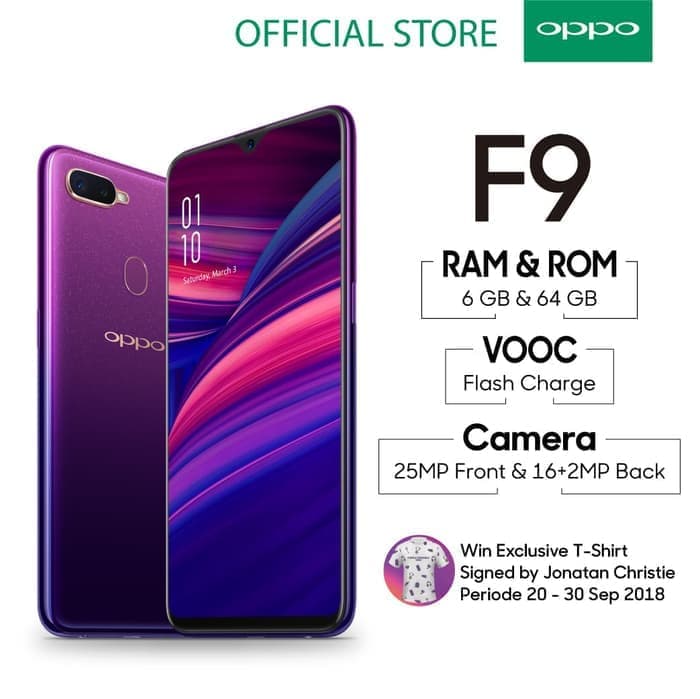 OFFICIAL STORE
oppo
F9
RAM & ROM
6 GB & 64 GB
VOOC
Flash Charge
Camera
25MP Front & 16+2MP Back
Win Exclusive T-Shirt
Signed by Jonatan Christie
Periode 20 - 30 Sep 2018
01
10
Saturday, March 3
oppo